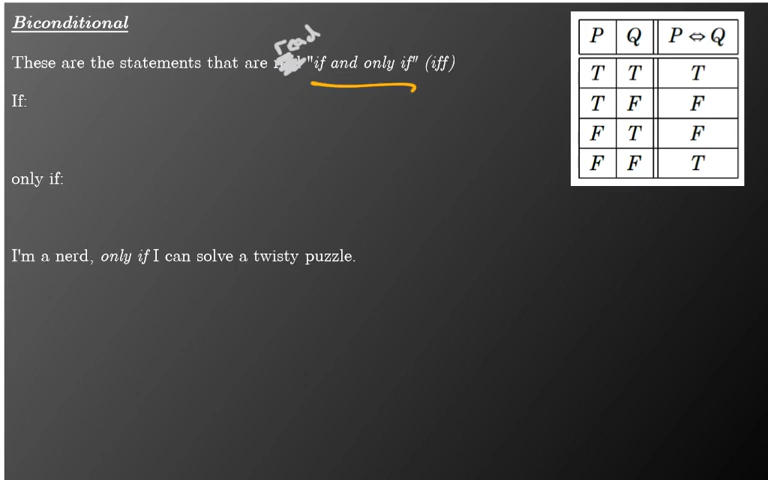 Biconditional
These are the statements that are read "if and only if" (iff)
If:
only if:
I'm a nerd, only if I can solve a twisty puzzle.
P Q P ⇔ Q
T T T
T F F
F T F
F F T